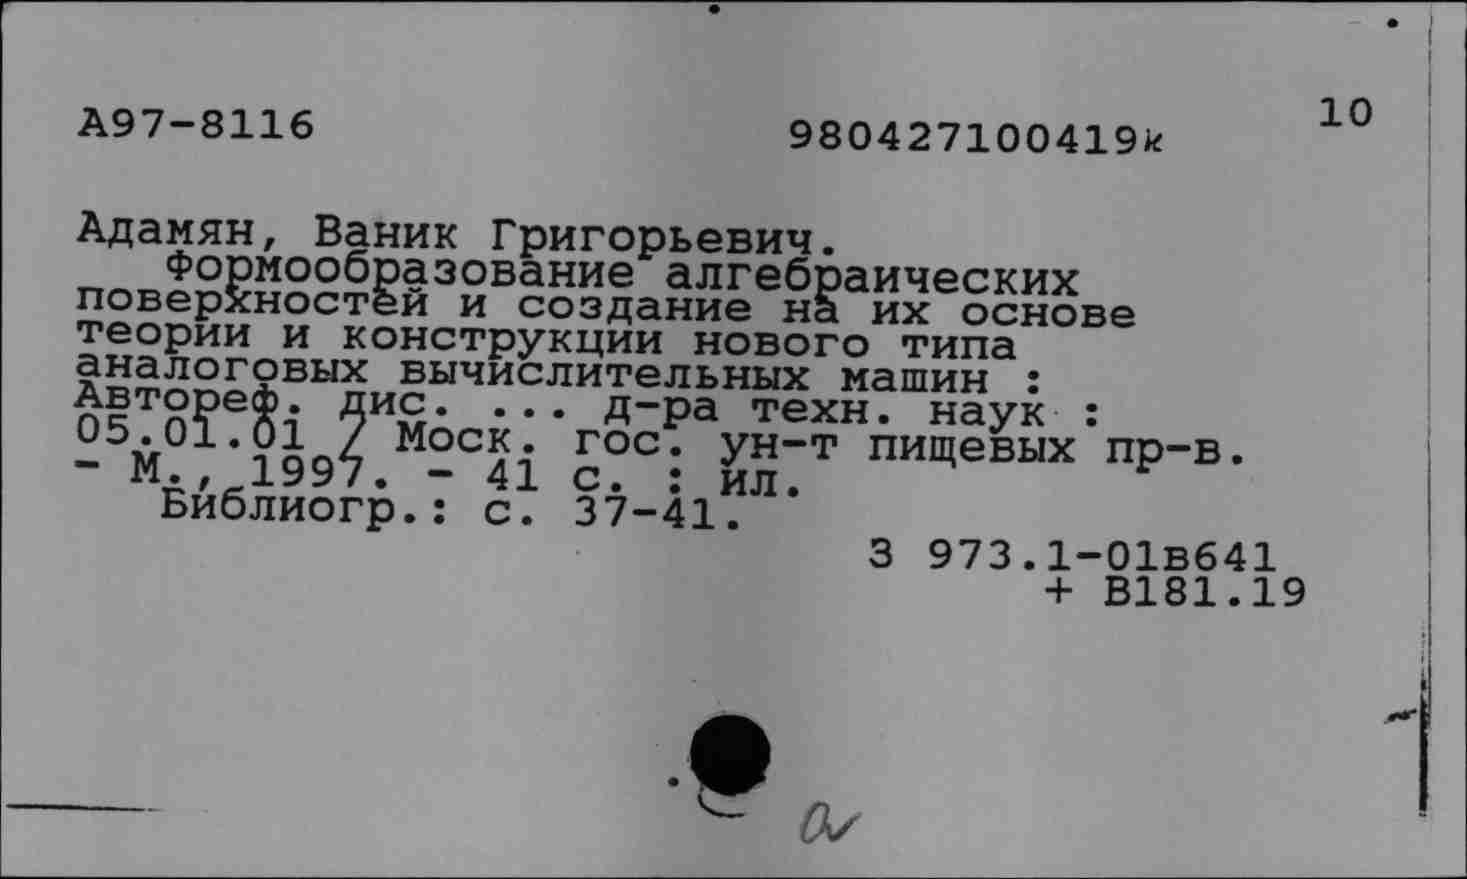 А97-8116
980427100419к
10
Адамян, Ваник Григорьевич.
Формообразование алгебраических
поверхностей и создание на их основе
теории и конструкции нового типа
аналоговых вычислительных машин :
Автореф. дис. ... д-ра техн. наук :
05.01.01 / Моск. гос. ун-т пищевых пр-в.
- М., 1997. - 41 с. : ил.
Библиогр.: с. 37-41.
З 973.1-01в641
+ В181.19